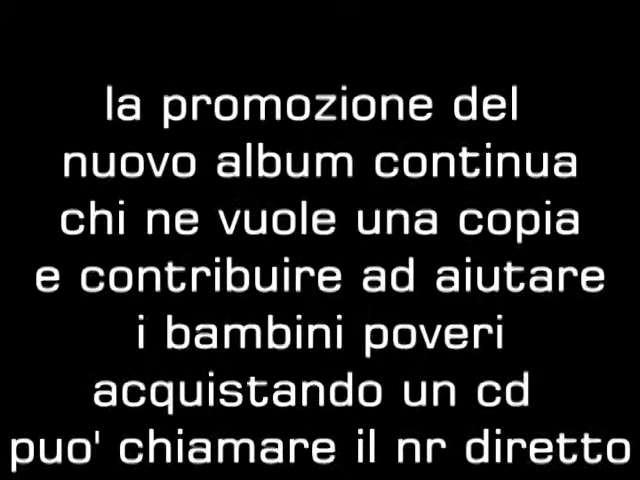 la promozione del
nuovo album continua
chi ne vuole una copia
e contribuire ad aiutare
i bambini poveri
acquistando un cd
puo' chiamare il nr diretto